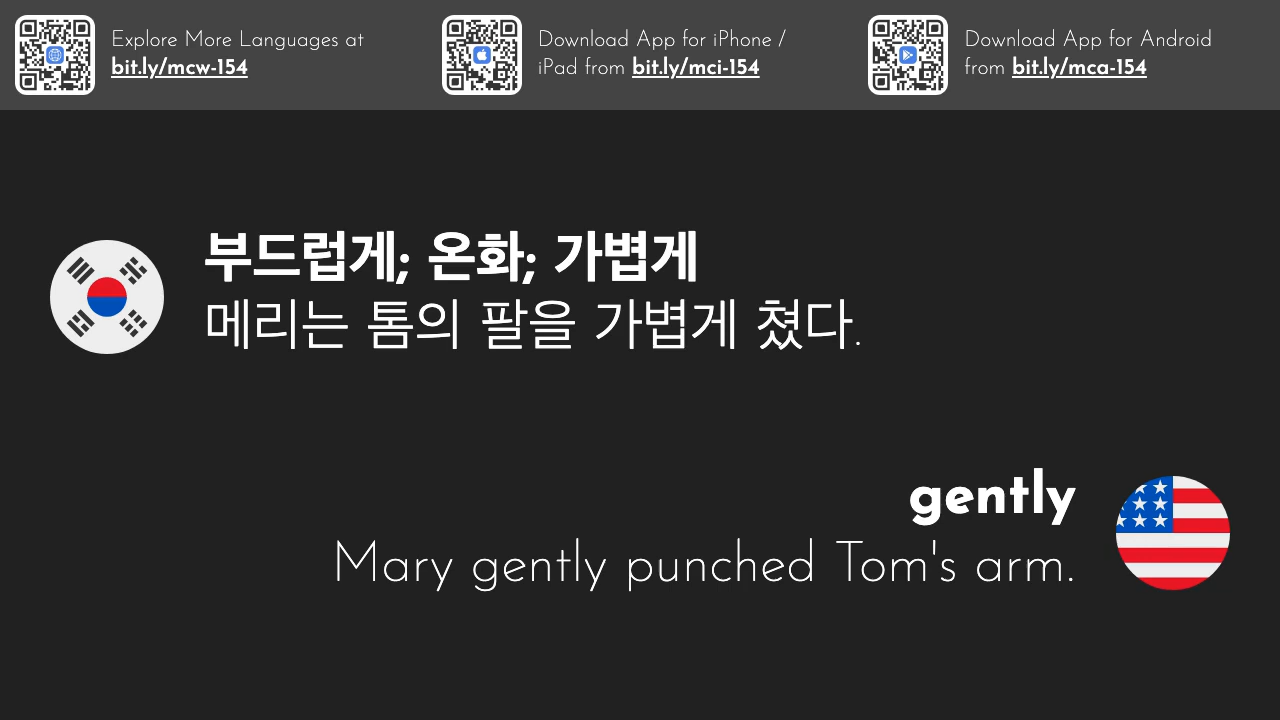 Explore More Languages at
bit.ly/mcw-154
Download App for iPhone /
iPad from bit.ly/mci-154
Download App for Android
from bit.ly/mca-154
부드럽게; 온화; 가볍게
메리는 톰의 팔을 가볍게 쳤다.
gently
Mary gently punched Tom's arm.